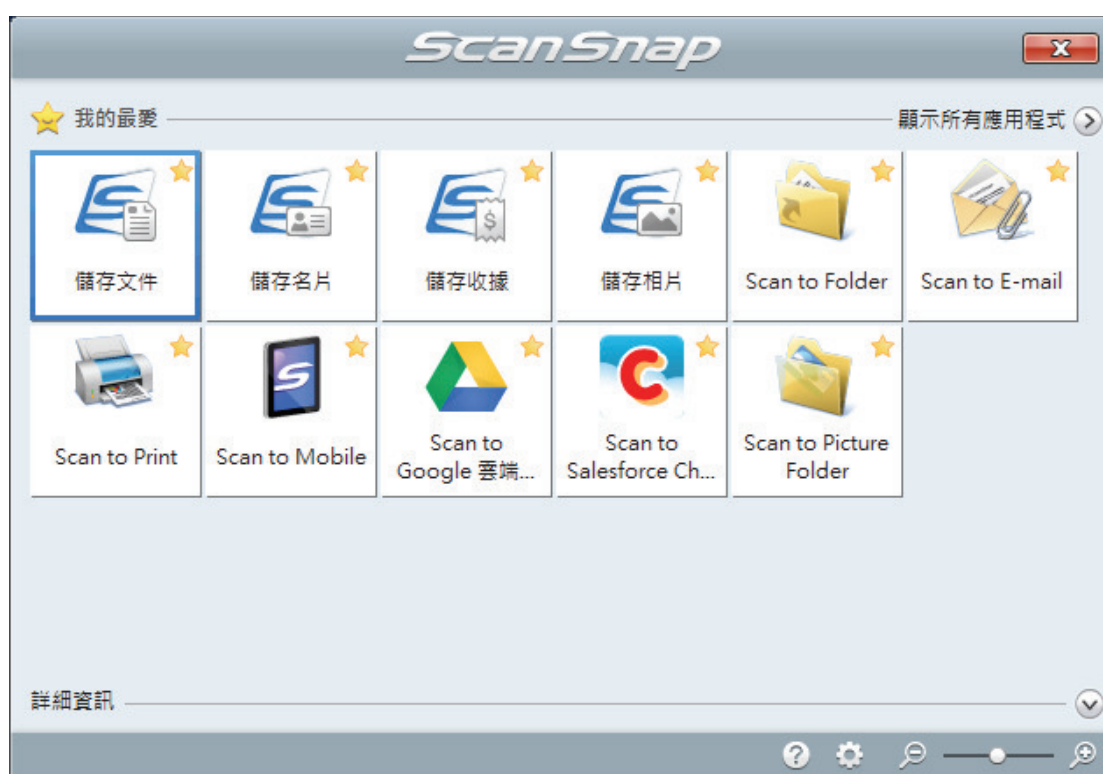 ScanSnap
我的最愛
顯示所有應用程式
儲存文件
儲存名片
儲存收據
儲存相片
Scan to Folder
Scan to E-mail
Scan to Print
Scan to Mobile
Scan to
Google 雲端...
Scan to
Salesforce Ch...
Scan to Picture
Folder
詳細資訊